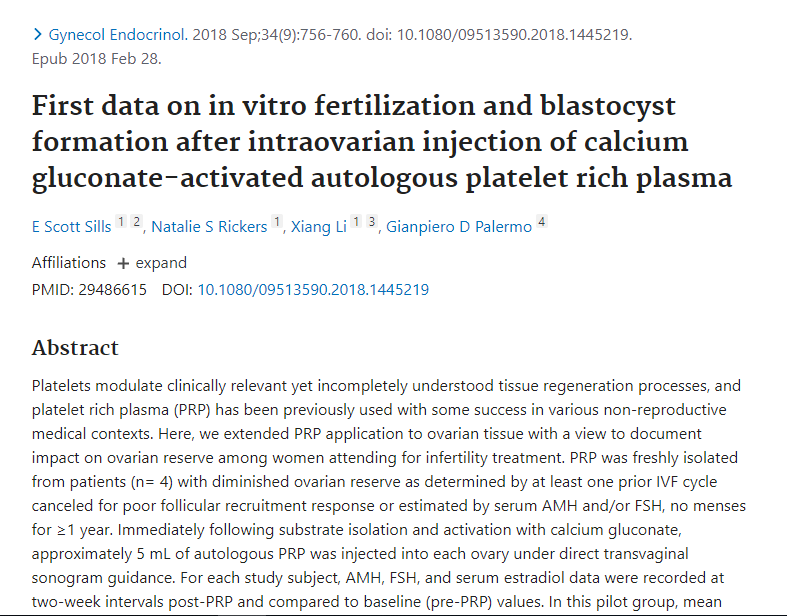 Gynecol Endocrinol. 2018 Sep;34(9):756-760. doi: 10.1080/09513590.2018.1445219.
Epub 2018 Feb 28.
First data on in vitro fertilization and blastocyst
formation after intraovarian injection of calcium
gluconate-activated autologous platelet rich plasma
E Scott Sills 1 2, Natalie S Rickers 1, Xiang Li 1 3, Gianpiero D Palermo 4
Affiliations + expand
PMID: 29486615 DOI: 10.1080/09513590.2018.1445219
Abstract
Platelets modulate clinically relevant yet incompletely understood tissue regeneration processes, and
platelet rich plasma (PRP) has been previously used with some success in various non-reproductive
medical contexts. Here, we extended PRP application to ovarian tissue with a view to document
impact on ovarian reserve among women attending for infertility treatment. PRP was freshly isolated
from patients (n= 4) with diminished ovarian reserve as determined by at least one prior IVF cycle
canceled for poor follicular recruitment response or estimated by serum AMH and/or FSH, no menses
for ≥1 year. Immediately following substrate isolation and activation with calcium gluconate,
approximately 5 mL of autologous PRP was injected into each ovary under direct transvaginal
sonogram guidance. For each study subject, AMH, FSH, and serum estradiol data were recorded at
two-week intervals post-PRP and compared to baseline (pre-PRP) values. In this pilot group, mean